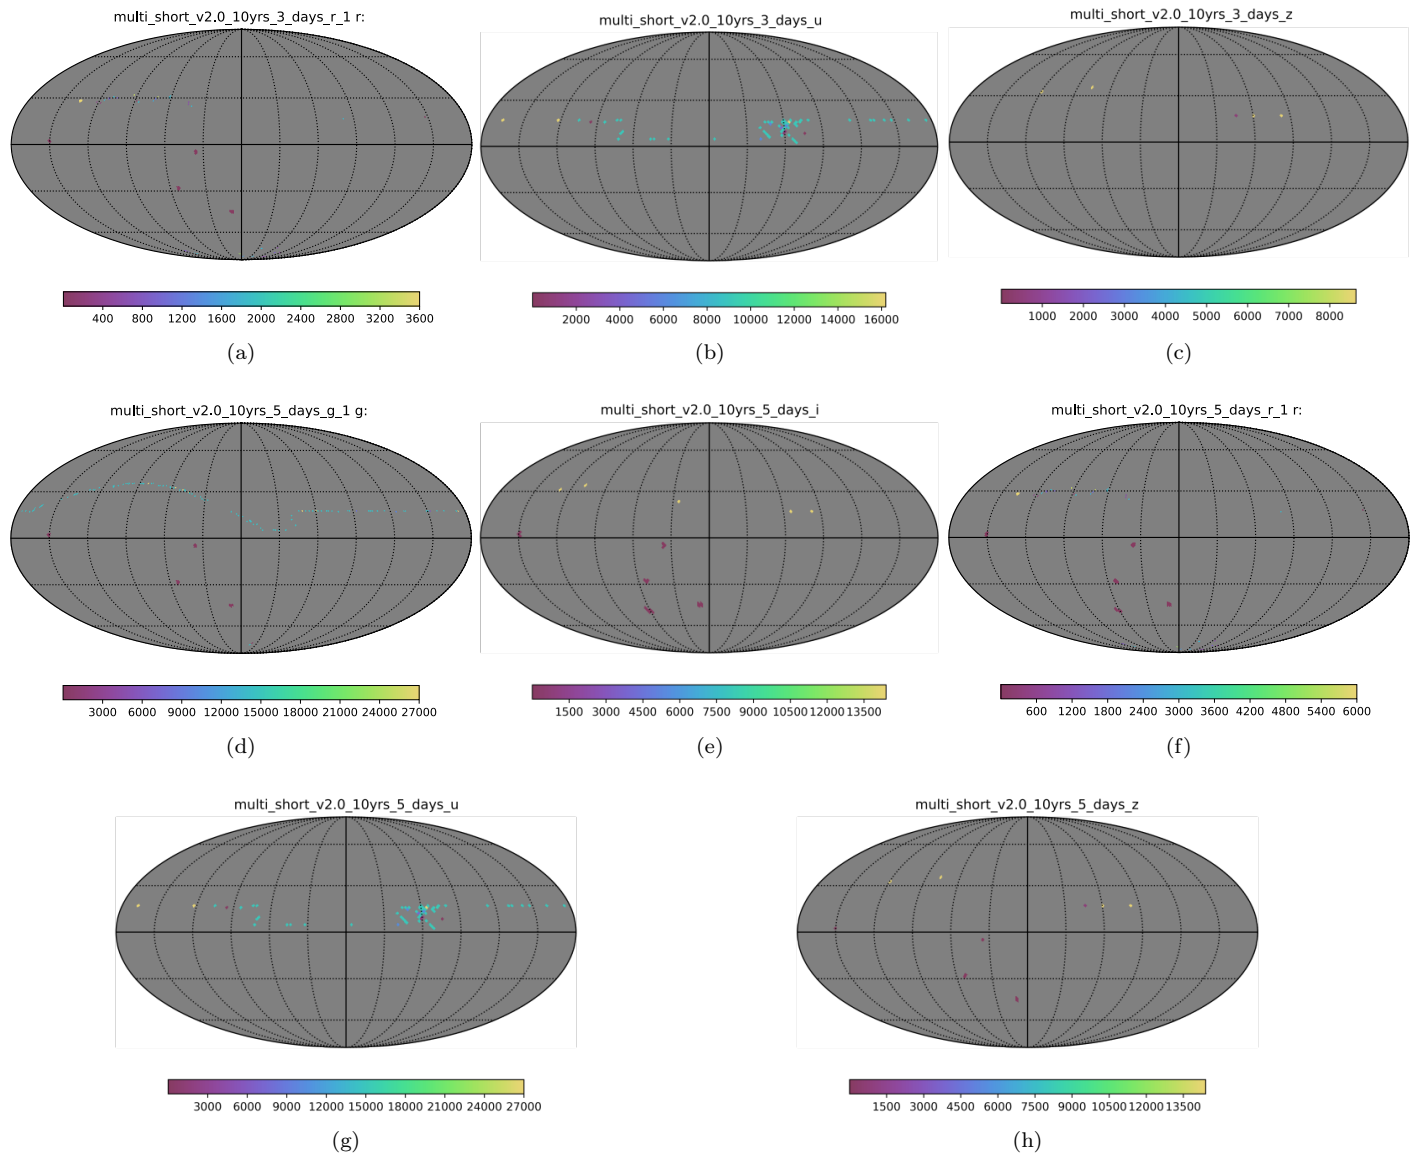 multi_short_v2.0_10yrs_3_days_r_1 r:
400 800 1200 1600 2000 2400 2800 3200 3600
(a)
multi_short_v2.0_10yrs_3_days_u
2000 4000 6000 8000 10000 12000 14000 16000
(b)
multi_short_v2.0_10yrs_3_days_z
1000 2000 3000 4000 5000 6000 7000 8000
(c)
multi_short_v2.0_10yrs_5_days_g_1 g:
3000 6000 9000 12000 15000 18000 21000 24000 27000
(d)
multi_short_v2.0_10yrs_5_days_i
1500 3000 4500 6000 7500 9000 10500 12000 13500
(e)
multi_short_v2.0_10yrs_5_days_r_1 r:
600 1200 1800 2400 3000 3600 4200 4800 5400 6000
(f)
multi_short_v2.0_10yrs_5_days_u
3000 6000 9000 12000 15000 18000 21000 24000 27000
(g)
multi_short_v2.0_10yrs_5_days_z
1500 3000 4500 6000 7500 9000 10500 12000 13500
(h)